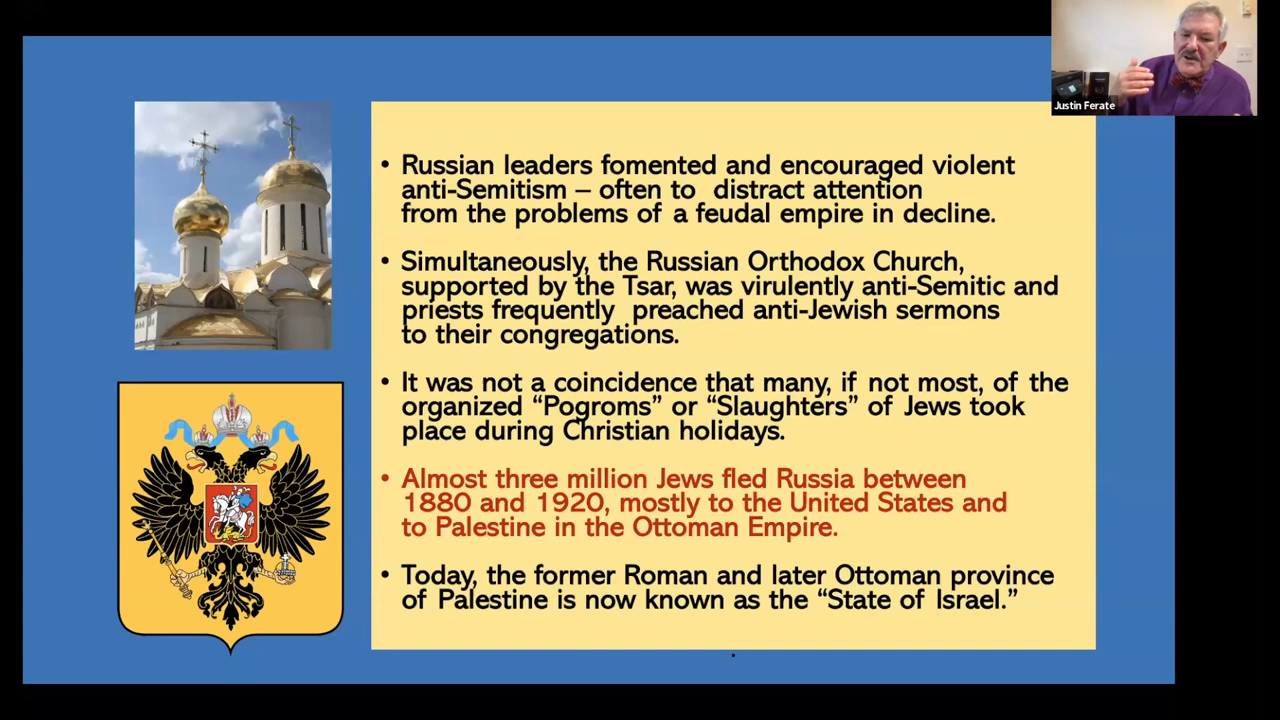 Justin Ferate
• Russian leaders fomented and encouraged violent
anti-Semitism – often to distract attention
from the problems of a feudal empire in decline.
• Simultaneously, the Russian Orthodox Church,
supported by the Tsar, was virulently anti-Semitic and
priests frequently preached anti-Jewish sermons
to their congregations.
• It was not a coincidence that many, if not most, of the
organized “Pogroms” or “Slaughters” of Jews took
place during Christian holidays.
• Almost three million Jews fled Russia between
1880 and 1920, mostly to the United States and
to Palestine in the Ottoman Empire.
• Today, the former Roman and later Ottoman province
of Palestine is now known as the “State of Israel.”